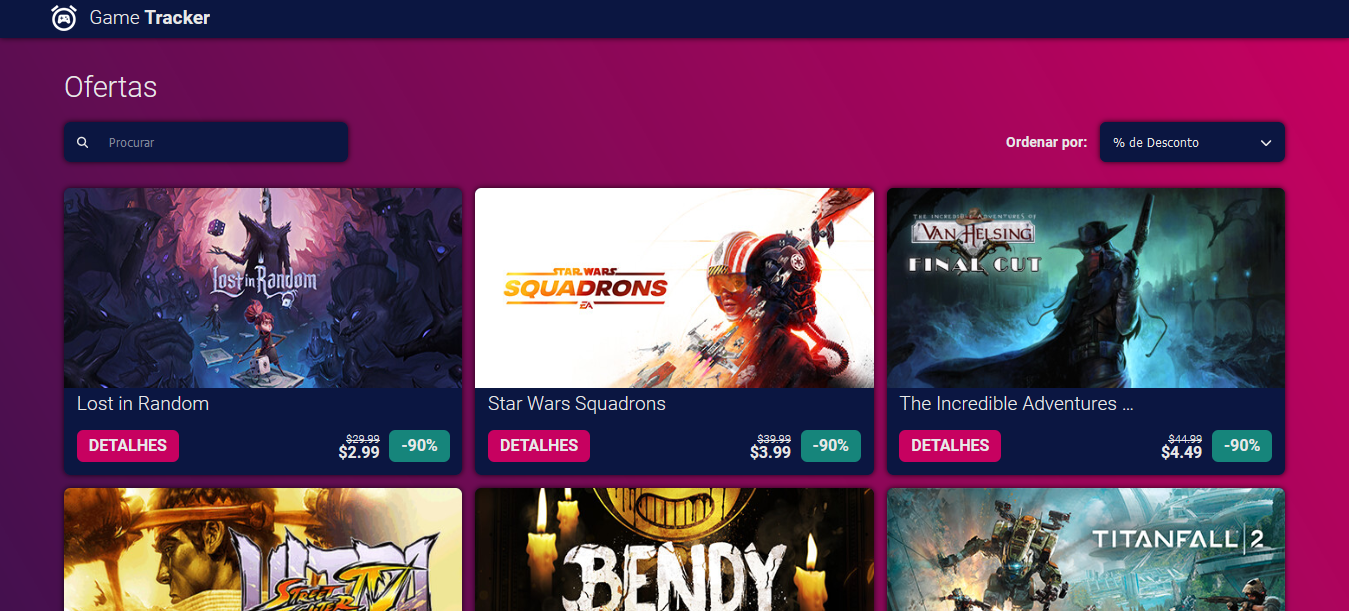 Game Tracker
Ofertas
Procurar
Ordenar por:
% de Desconto
Lost in Random
STAR WARS
SQUADRONS
EA
THE INCREDIBLE ADVENTURES OF
VAN HELSING
FINAL CUT
Lost in Random
DETALHES
$29.99
$2.99
-90%
Star Wars Squadrons
DETALHES
$39.99
$3.99
-90%
The Incredible Adventures ...
DETALHES
$44.99
$4.49
-90%
ULTRA
STREET
FIGHTER IV
BENDY
TITANFALL 2